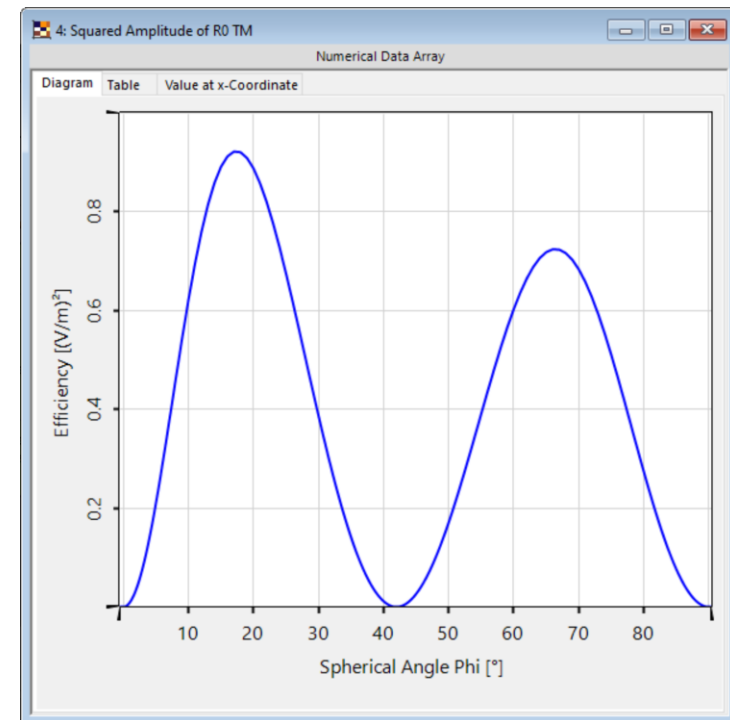 4: Squared Amplitude of R0 TM
Numerical Data Array
Diagram Table Value at x-Coordinate
Efficiency [(V/m)²]
0.8
0.6
0.4
0.2
10 20 30 40 50 60 70 80
Spherical Angle Phi [°]